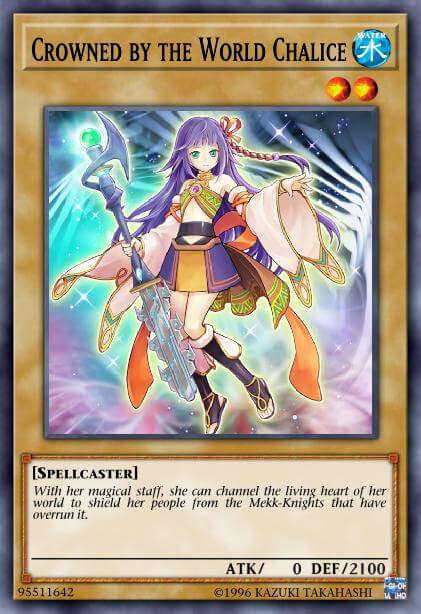 CROWNED BY THE WORLD CHALICE
WATER
水
[SPELLCASTER]
With her magical staff, she can channel the living heart of her
world to shield her people from the Mekk-Knights that have
overrun it.
ATK/ 0 DEF/2100
95511642
©1996 KAZUKI TAKAHASHI